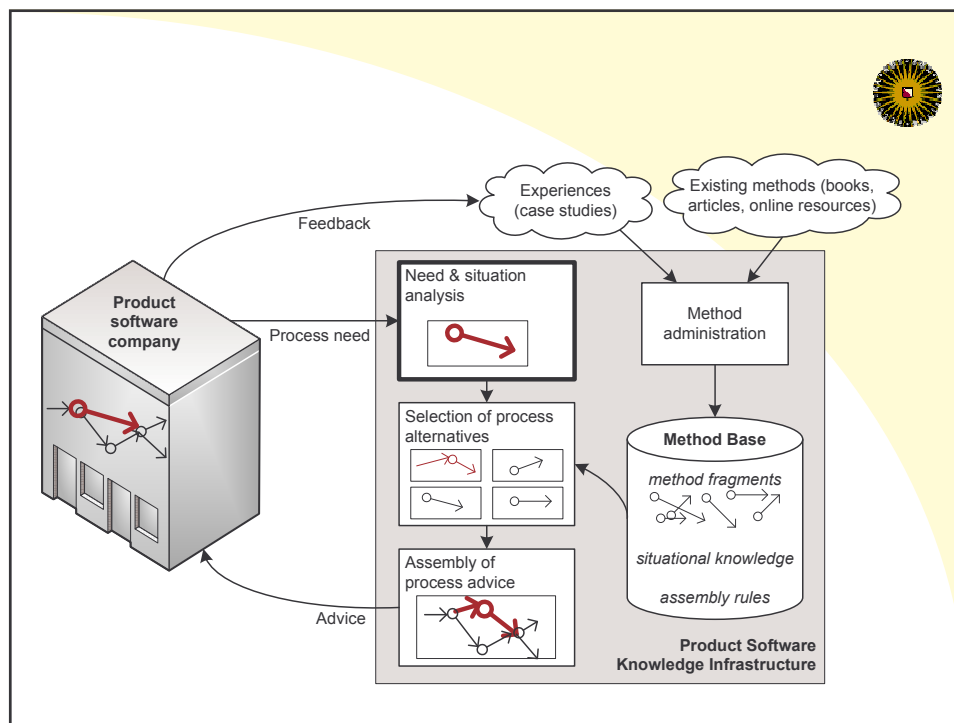 Experiences
(case studies)
Existing methods (books,
articles, online resources)
Feedback
Product
software
company
Process need
Need & situation
analysis
Method
administration
Selection of process
alternatives
Method Base
method fragments
situational knowledge
assembly rules
Assembly of
process advice
Advice
Product Software
Knowledge Infrastructure